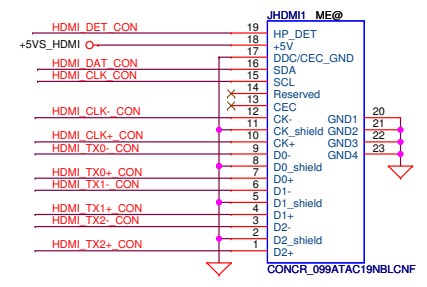 JHDMI1 ME@
HDMI_DET_CON 19 HP_DET
+5VS_HDMI 18 +5V
17 DDC/CEC_GND
HDMI_DAT_CON 16 SDA
HDMI_CLK_CON 15 SCL
14 Reserved
13 CEC
HDMI_CLK-_CON 12 CK- GND1 20
11 CK_shield GND2 21
HDMI_CLK+_CON 10 CK+ GND3 22
HDMI_TX0-_CON 9 D0- GND4 23
8 D0_shield
HDMI_TX0+_CON 7 D0+
HDMI_TX1-_CON 6 D1-
5 D1_shield
HDMI_TX1+_CON 4 D1+
HDMI_TX2-_CON 3 D2-
2 D2_shield
HDMI_TX2+_CON 1 D2+
CONCR_099ATAC19NBLCNF